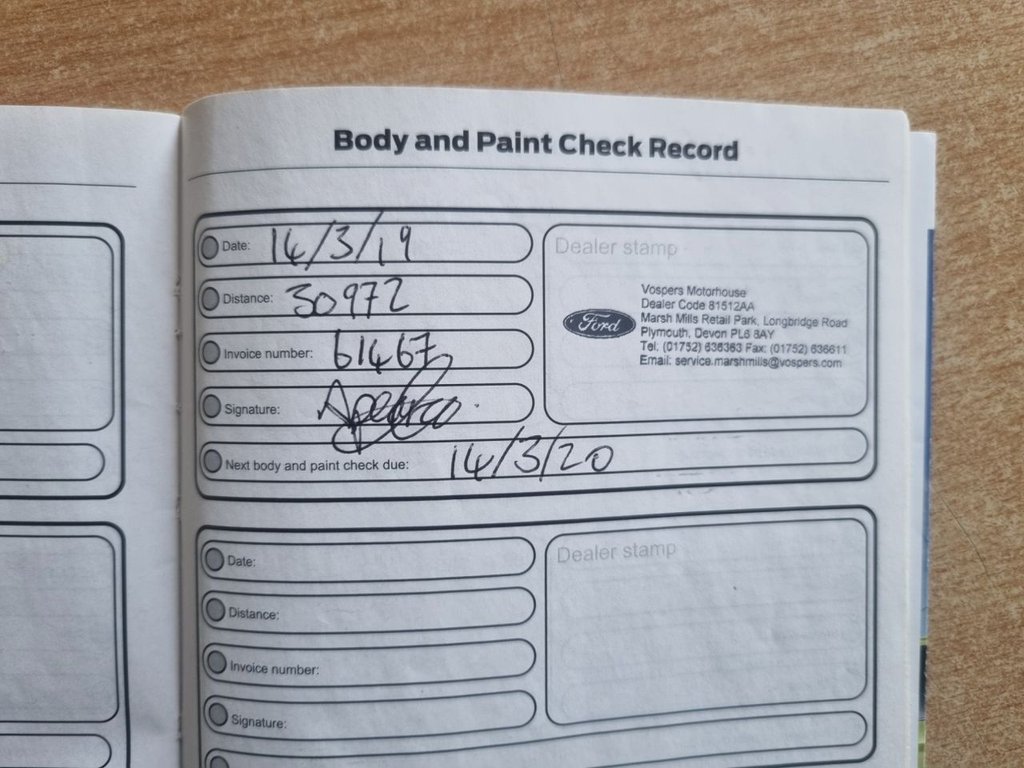 Body and Paint Check Record
Date: 14/3/19
Distance: 30972
Invoice number: 61467
Signature:
Next body and paint check due: 14/3/20
Dealer stamp
Ford
Vospers Motorhouse
Dealer Code 81512AA
Marsh Mills Retail Park, Longbridge Road
Plymouth, Devon PL6 8AY
Tel. (01752) 636363 Fax: (01752) 636611
Email: service.marshmills@vospers.com
Date:
Distance:
Invoice number:
Signature:
Dealer stamp